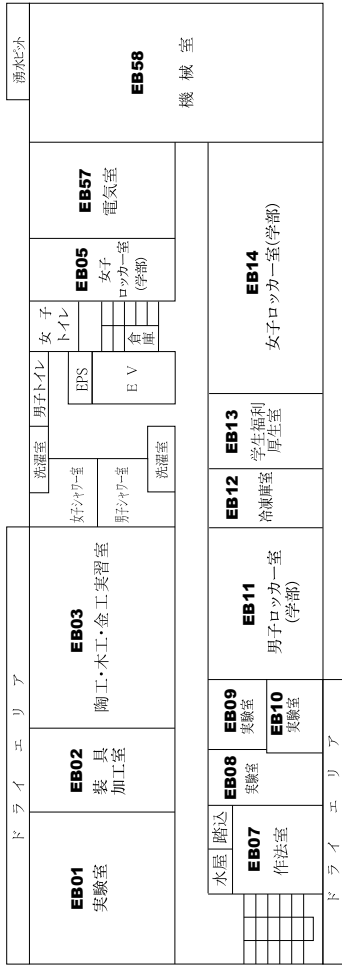 ドライエリア
EB01
実験室
EB02
装具
加工室
EB03
陶工・木工・金工実習室
洗濯室
女子シャワー室
男子シャワー室
洗濯室
男子トイレ
EPS
EV
女子
トイレ
倉庫
EB05
女子
ロッカー室
(学部)
EB57
電気室
湧水ピット
EB58
機械室
水屋
踏込
EB07
作法室
EB08
実験室
EB09
実験室
EB10
実験室
EB11
男子ロッカー室
(学部)
EB12
冷凍庫室
EB13
学生福利
厚生室
EB14
女子ロッカー室(学部)
ドライエリア